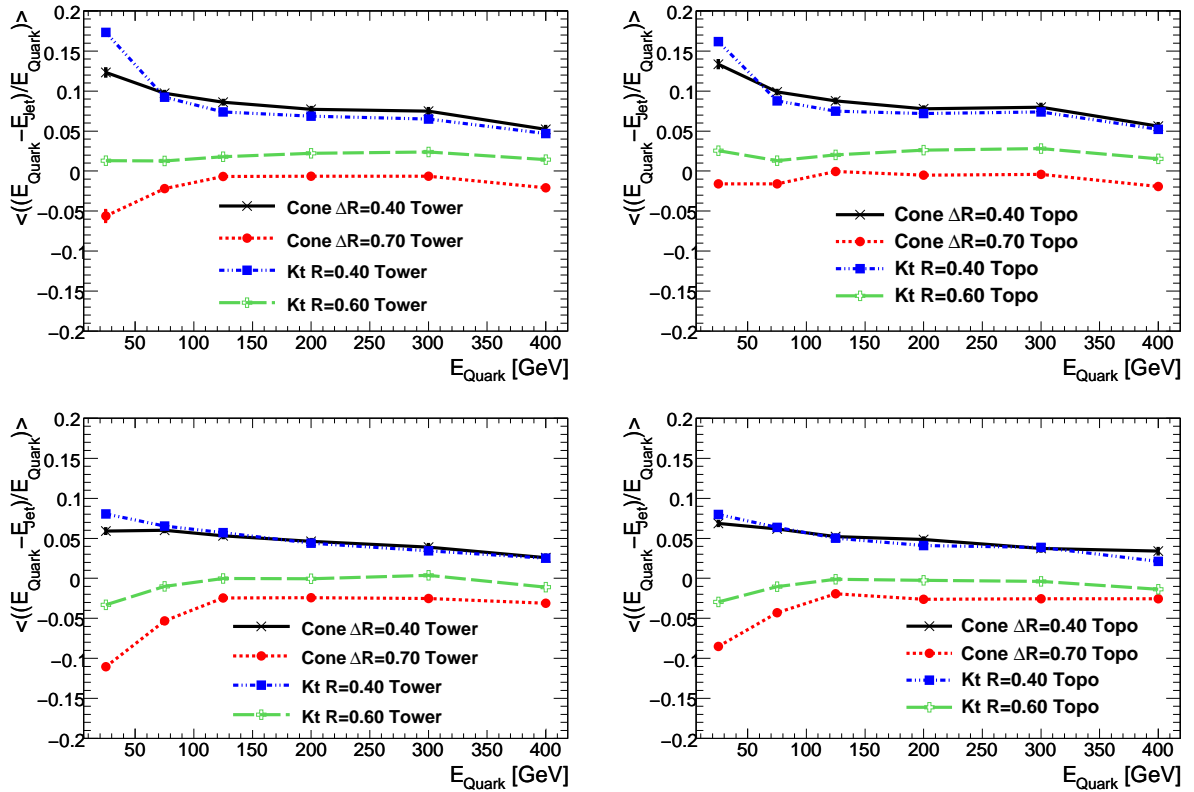 <((E_Quark −E_Jet)/E_Quark)>
0.2
0.15
0.1
0.05
0
−0.05
−0.1
−0.15
−0.2
Cone ΔR=0.40 Tower
Cone ΔR=0.70 Tower
Kt R=0.40 Tower
Kt R=0.60 Tower
50 100 150 200 250 300 350 400
E_Quark [GeV]
<((E_Quark −E_Jet)/E_Quark)>
0.2
0.15
0.1
0.05
0
−0.05
−0.1
−0.15
−0.2
Cone ΔR=0.40 Topo
Cone ΔR=0.70 Topo
Kt R=0.40 Topo
Kt R=0.60 Topo
50 100 150 200 250 300 350 400
E_Quark [GeV]
<((E_Quark −E_Jet)/E_Quark)>
0.2
0.15
0.1
0.05
0
−0.05
−0.1
−0.15
−0.2
Cone ΔR=0.40 Tower
Cone ΔR=0.70 Tower
Kt R=0.40 Tower
Kt R=0.60 Tower
50 100 150 200 250 300 350 400
E_Quark [GeV]
<((E_Quark −E_Jet)/E_Quark)>
0.2
0.15
0.1
0.05
0
−0.05
−0.1
−0.15
−0.2
Cone ΔR=0.40 Topo
Cone ΔR=0.70 Topo
Kt R=0.40 Topo
Kt R=0.60 Topo
50 100 150 200 250 300 350 400
E_Quark [GeV]